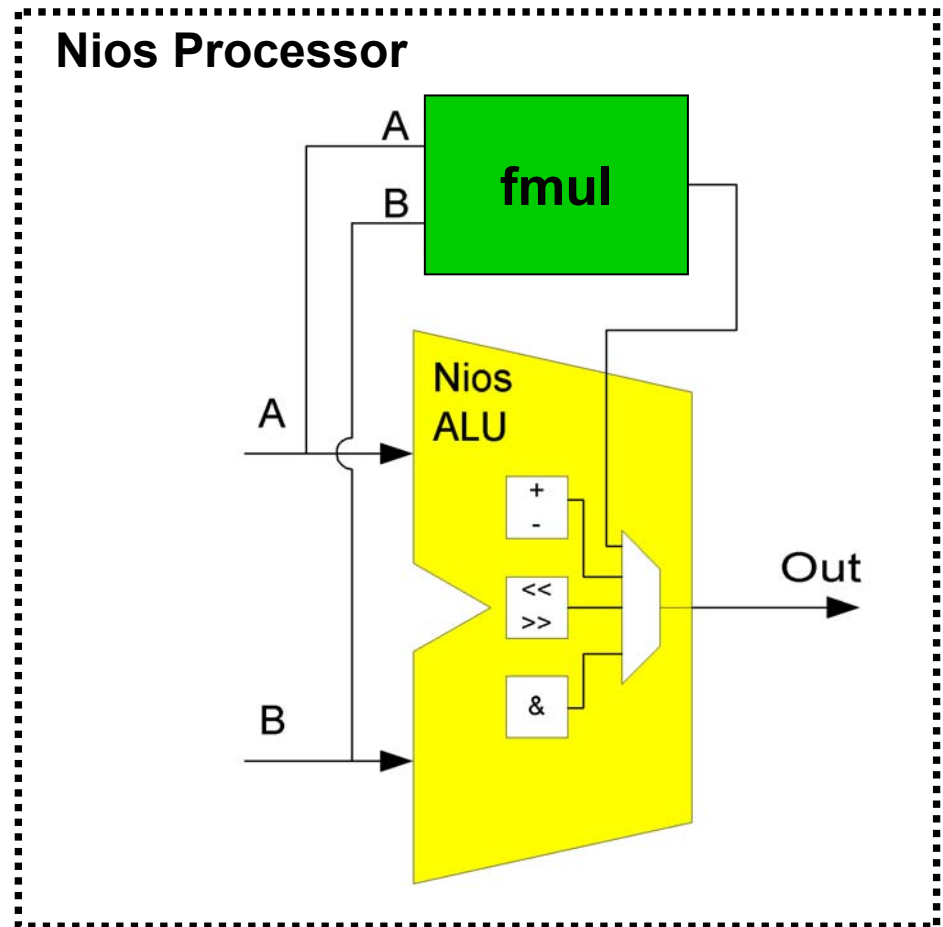 Nios Processor
A
B
fmul
Nios
ALU
A
+
-
<<
>>
Out
&
B